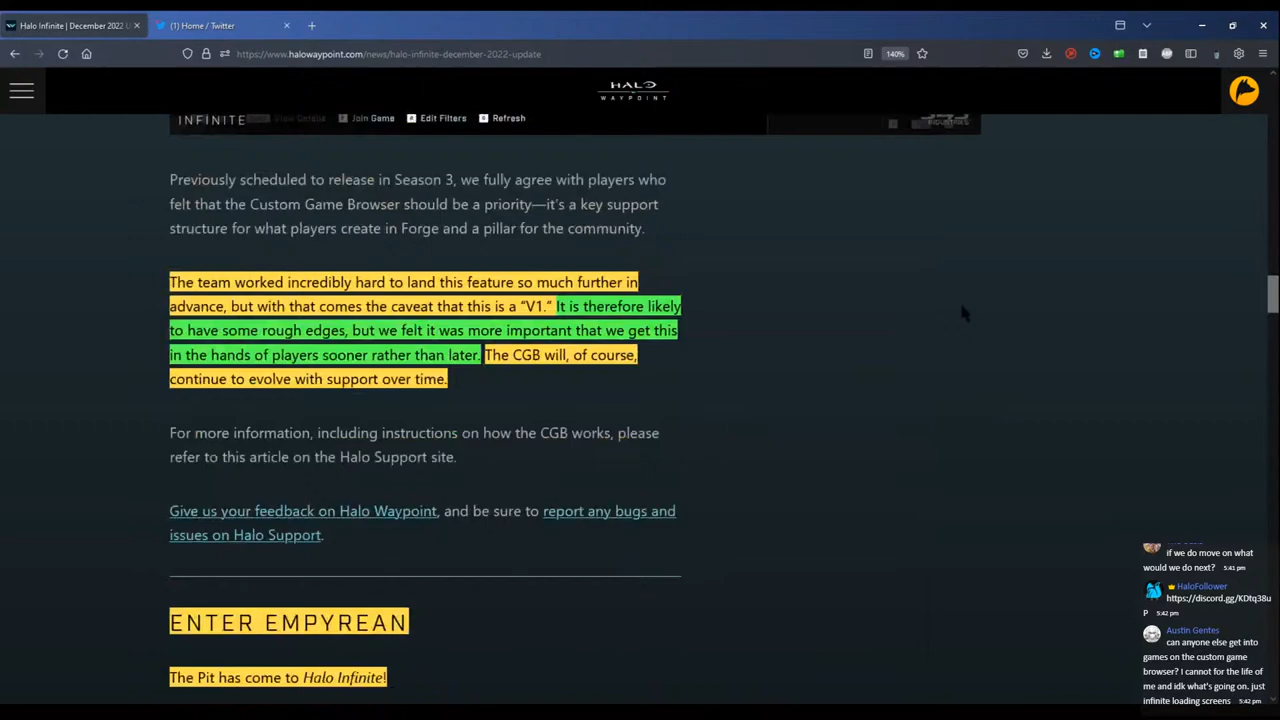 Halo Infinite | December 2022 U
(1) Home / Twitter
https://www.halowaypoint.com/news/halo-infinite-december-2022-update
140%
HALO
WAYPOINT
INFINITE View Details Join Game Edit Filters Refresh
INDUSTRIES
Previously scheduled to release in Season 3, we fully agree with players who
felt that the Custom Game Browser should be a priority—it's a key support
structure for what players create in Forge and a pillar for the community.
The team worked incredibly hard to land this feature so much further in
advance, but with that comes the caveat that this is a “V1.” It is therefore likely
to have some rough edges, but we felt it was more important that we get this
in the hands of players sooner rather than later. The CGB will, of course,
continue to evolve with support over time.
For more information, including instructions on how the CGB works, please
refer to this article on the Halo Support site.
Give us your feedback on Halo Waypoint, and be sure to report any bugs and
issues on Halo Support.
ENTER EMPYREAN
The Pit has come to Halo Infinite!
if we do move on what
would we do next? 5:41 pm
HaloFollower
https://discord.gg/KDtq38u
P 5:42 pm
Austin Gentes
can anyone else get into
games on the custom game
browser? I cannot for the life of
me and idk what's going on. just
infinite loading screens 5:42 pm